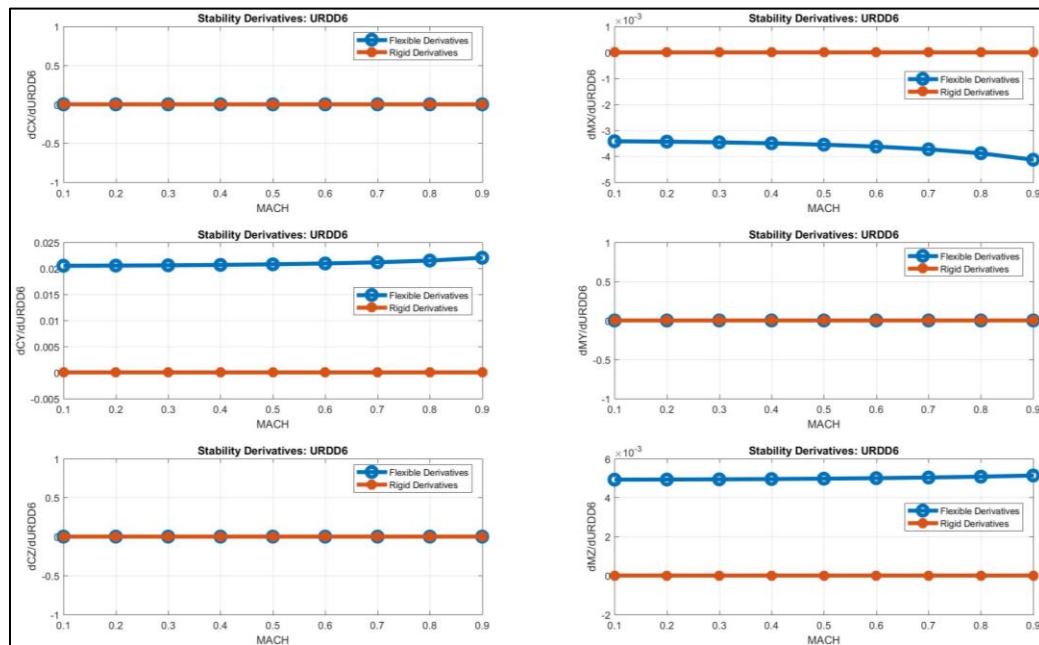 Stability Derivatives: URDD6
1
0.5
0
-0.5
-1
dCX/dURDD6
Flexible Derivatives
Rigid Derivatives
0.1 0.2 0.3 0.4 0.5 0.6 0.7 0.8 0.9
MACH
×10-3
Stability Derivatives: URDD6
1
0
-1
-2
-3
-4
-5
dMX/dURDD6
Flexible Derivatives
Rigid Derivatives
0.1 0.2 0.3 0.4 0.5 0.6 0.7 0.8 0.9
MACH
Stability Derivatives: URDD6
0.025
0.02
0.015
0.01
0.005
0
-0.005
dCY/dURDD6
Flexible Derivatives
Rigid Derivatives
0.1 0.2 0.3 0.4 0.5 0.6 0.7 0.8 0.9
MACH
Stability Derivatives: URDD6
1
0.5
0
-0.5
-1
dMY/dURDD6
Flexible Derivatives
Rigid Derivatives
0.1 0.2 0.3 0.4 0.5 0.6 0.7 0.8 0.9
MACH
Stability Derivatives: URDD6
1
0.5
0
-0.5
-1
dCZ/dURDD6
Flexible Derivatives
Rigid Derivatives
0.1 0.2 0.3 0.4 0.5 0.6 0.7 0.8 0.9
MACH
×10-3
Stability Derivatives: URDD6
6
4
2
0
-2
dMZ/dURDD6
Flexible Derivatives
Rigid Derivatives
0.1 0.2 0.3 0.4 0.5 0.6 0.7 0.8 0.9
MACH